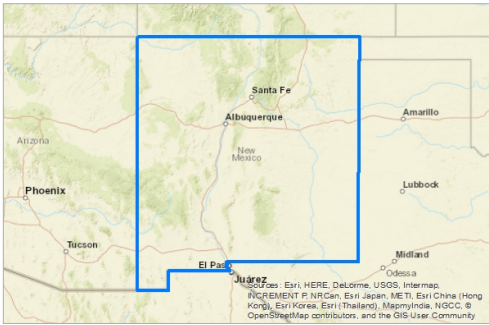 Santa Fe
Amarillo
Albuquerque
Arizona
New
Mexico
Phoenix
Lubbock
Tucson
Midland
El Paso
Odessa
Juárez
Sources: Esri, HERE, DeLorme, USGS, Intermap,
INCREMENT P, NRCan, Esri Japan, METI, Esri China (Hong
Kong), Esri Korea, Esri (Thailand), MapmyIndia, NGCC, ©
OpenStreetMap contributors, and the GIS User Community